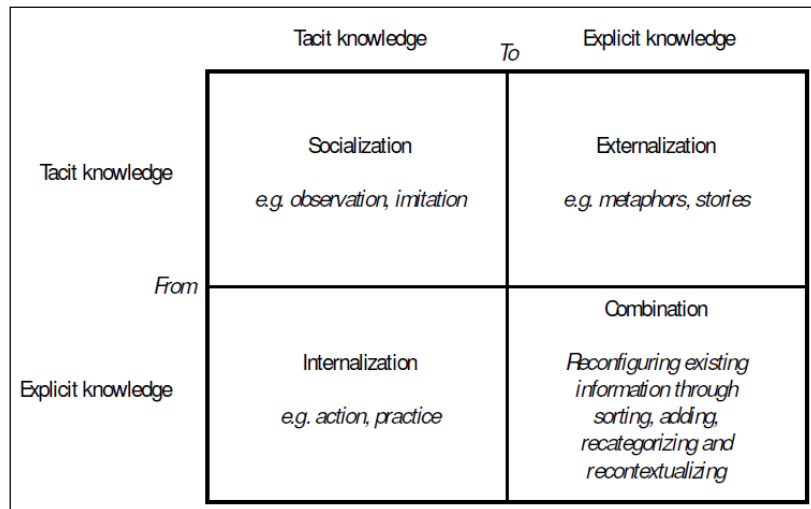 Tacit knowledge
To
Explicit knowledge
Tacit knowledge
Socialization
e.g. observation, imitation
Externalization
e.g. metaphors, stories
From
Explicit knowledge
Internalization
e.g. action, practice
Combination
Reconfiguring existing
information through
sorting, adding,
recategorizing and
recontextualizing